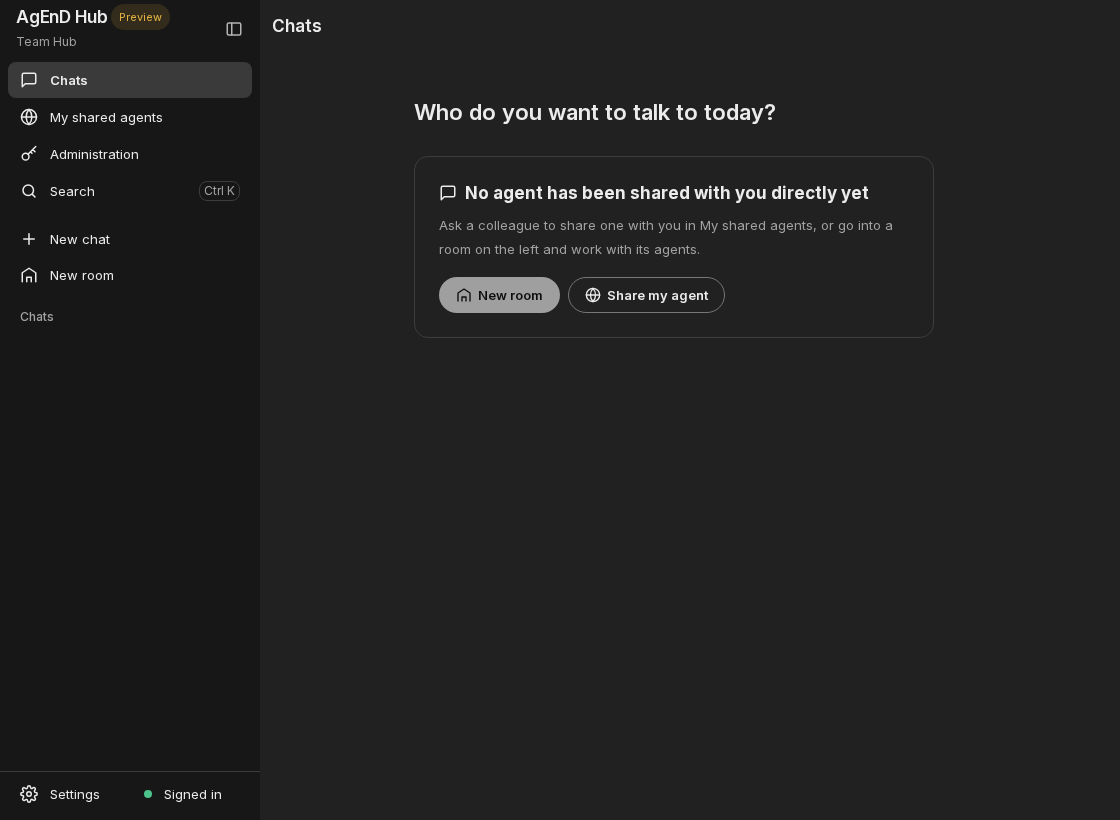 AgEnD Hub Preview
Team Hub
Chats
My shared agents
Administration
Search Ctrl K
New chat
New room
Chats
Settings
Signed in
Chats
Who do you want to talk to today?
No agent has been shared with you directly yet
Ask a colleague to share one with you in My shared agents, or go into a
room on the left and work with its agents.
New room
Share my agent